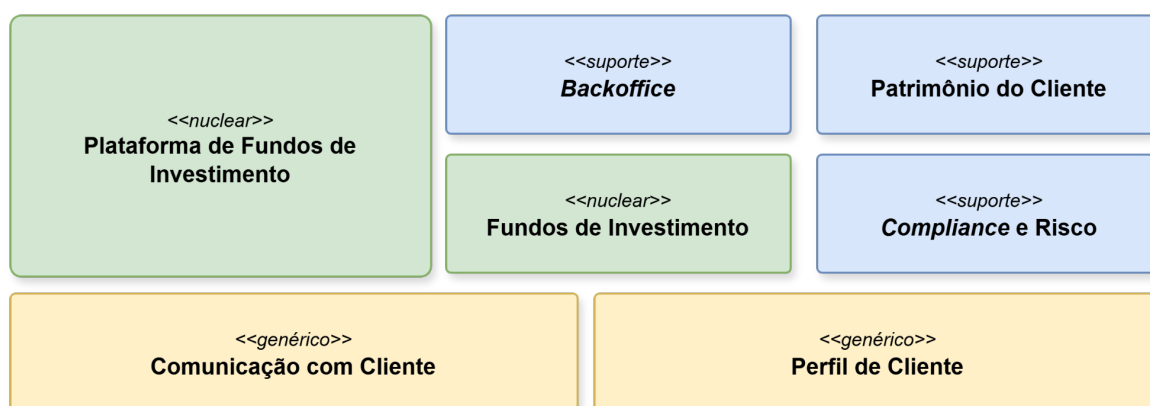 <<nuclear>>
Plataforma de Fundos de
Investimento
<<suporte>>
Backoffice
<<suporte>>
Patrimônio do Cliente
<<nuclear>>
Fundos de Investimento
<<suporte>>
Compliance e Risco
<<genérico>>
Comunicação com Cliente
<<genérico>>
Perfil de Cliente